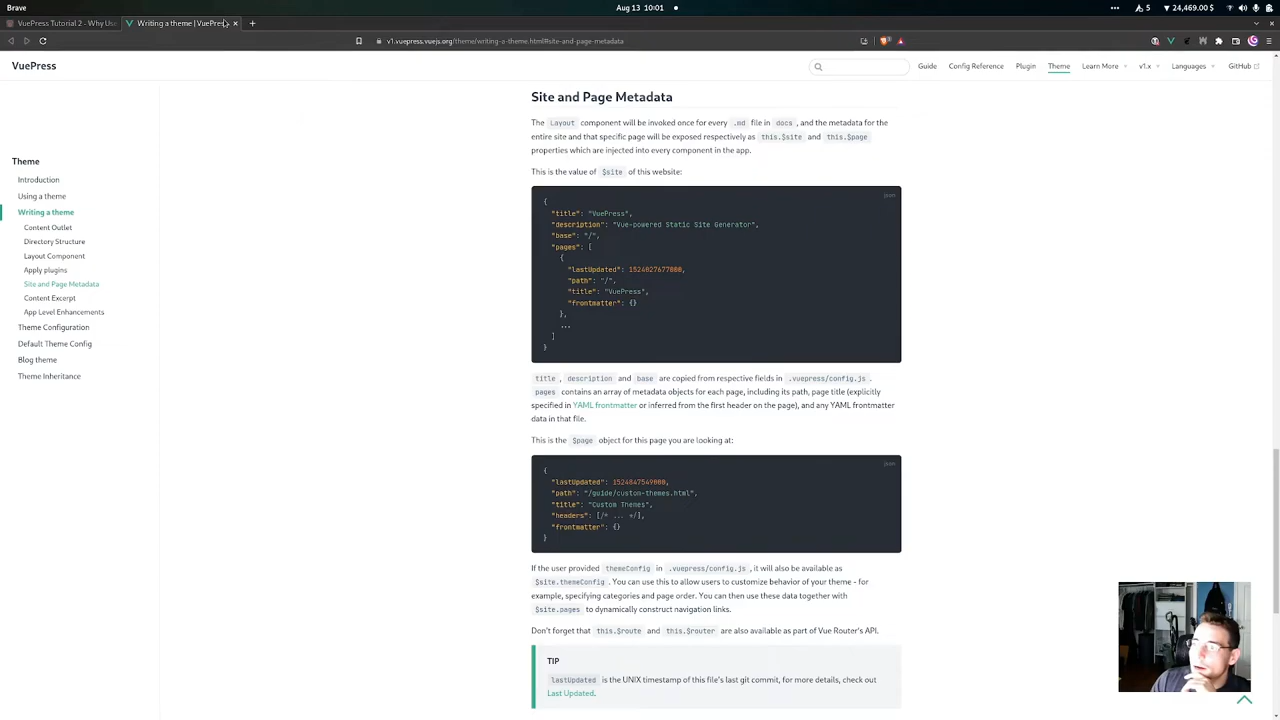 Brave
Aug 13 10:01
5
24,469.00 $
VuePress Tutorial 2 - Why Us
Writing a theme | VuePres
v1.vuepress.vuejs.org/theme/writing-a-theme.html#site-and-page-metadata
VuePress
Guide
Config Reference
Plugin
Theme
Learn More
v1.x
Languages
GitHub
Theme
Introduction
Using a theme
Writing a theme
Content Outlet
Directory Structure
Layout Component
Apply plugins
Site and Page Metadata
Content Excerpt
App Level Enhancements
Theme Configuration
Default Theme Config
Blog theme
Theme Inheritance
Site and Page Metadata
The Layout component will be invoked once for every .md file in docs, and the metadata for the
entire site and that specific page will be exposed respectively as this.$site and this.$page
properties which are injected into every component in the app.
This is the value of $site of this website:
json
{
"title": "VuePress",
"description": "Vue-powered Static Site Generator",
"base": "/",
"pages": [
{
"lastUpdated": 1524027677000,
"path": "/",
"title": "VuePress",
"frontmatter": {}
},
...
]
}
title, description and base are copied from respective fields in .vuepress/config.js.
pages contains an array of metadata objects for each page, including its path, page title (explicitly
specified in YAML frontmatter or inferred from the first header on the page), and any YAML frontmatter
data in that file.
This is the $page object for this page you are looking at:
json
{
"lastUpdated": 1524847549000,
"path": "/guide/custom-themes.html",
"title": "Custom Themes",
"headers": [/* ... */],
"frontmatter": {}
}
If the user provided themeConfig in .vuepress/config.js, it will also be available as
$site.themeConfig. You can use this to allow users to customize behavior of your theme - for
example, specifying categories and page order. You can then use these data together with
$site.pages to dynamically construct navigation links.
Don't forget that this.$route and this.$router are also available as part of Vue Router's API.
TIP
lastUpdated is the UNIX timestamp of this file's last git commit, for more details, check out
Last Updated.